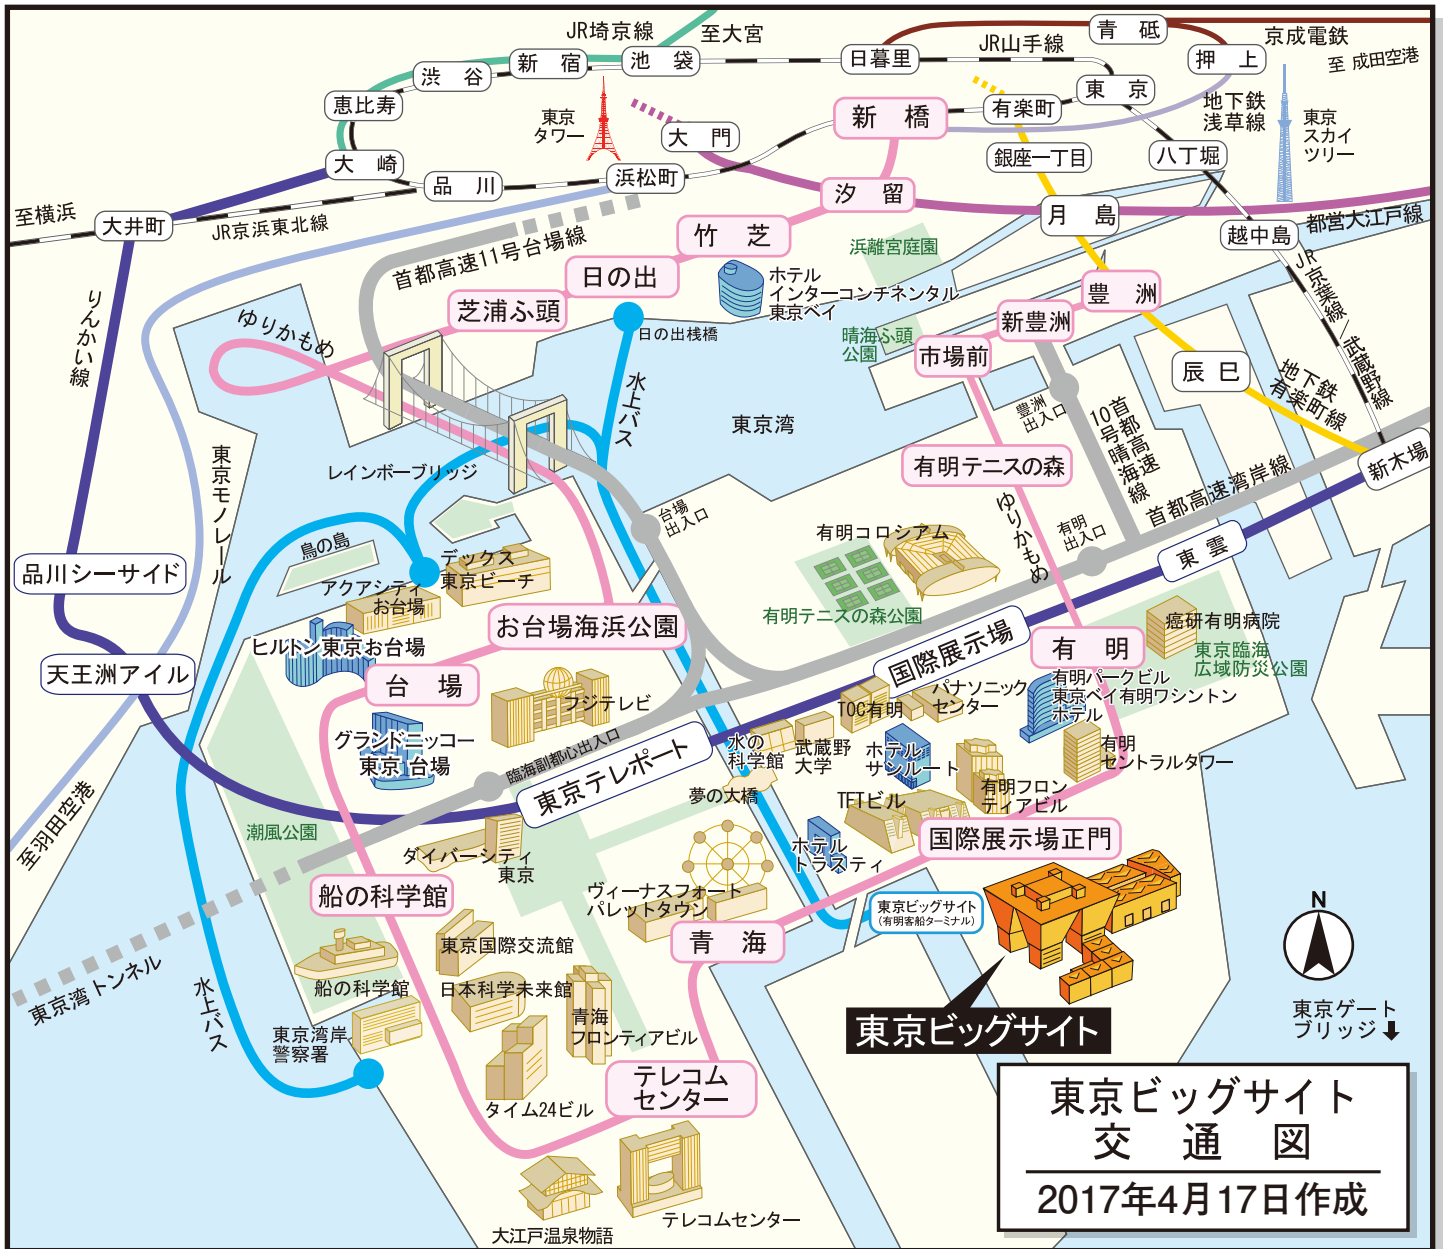 JR埼京線
至大宮
青砥
京成電鉄
新宿
池袋
日暮里
JR山手線
押上
至 成田空港
渋谷
恵比寿
東京
タワー
大門
新橋
有楽町
東京
地下鉄
浅草線
東京
スカイ
ツリー
大崎
品川
浜松町
汐留
銀座一丁目
八丁堀
至横浜
大井町
JR京浜東北線
月島
都営大江戸線
越中島
首都高速11号台場線
竹芝
浜離宮庭園
日の出
ホテル
インターコンチネンタル
東京ベイ
豊洲
JR京葉線/武蔵野線
りんかい線
ゆりかもめ
芝浦ふ頭
日の出桟橋
晴海ふ頭
公園
新豊洲
市場前
辰巳
地下鉄
有楽町線
水上バス
東京湾
豊洲
出入口
首都高速
10号晴海線
新木場
東京モノレール
レインボーブリッジ
有明テニスの森
首都高速湾岸線
台場
出入口
ゆりかもめ
有明
出入口
有明コロシアム
東雲
鳥の島
デックス
東京ビーチ
品川シーサイド
アクアシティ
お台場
有明テニスの森公園
お台場海浜公園
国際展示場
癌研有明病院
ヒルトン東京お台場
有明
東京臨海
広域防災公園
天王洲アイル
台場
フジテレビ
TOC有明
パナソニック
センター
有明パークビル
東京ベイ有明ワシントン
ホテル
グランドニッコー
東京 台場
臨海副都心出入口
東京テレポート
水の
科学館
武蔵野
大学
ホテル
サンルート
有明
セントラルタワー
至羽田空港
夢の大橋
TFTビル
有明フロン
ティアビル
潮風公園
ダイバーシティ
東京
ホテル
トラスティ
国際展示場正門
船の科学館
ヴィーナスフォート
パレットタウン
東京ビッグサイト
(有明客船ターミナル)
青海
東京国際交流館
N
東京湾トンネル
水上バス
船の科学館
日本科学未来館
東京ゲート
ブリッジ
東京湾岸
警察署
青海
フロンティアビル
東京ビッグサイト
テレコム
センター
タイム24ビル
東京ビッグサイト
交通図
2017年4月17日作成
大江戸温泉物語
テレコムセンター